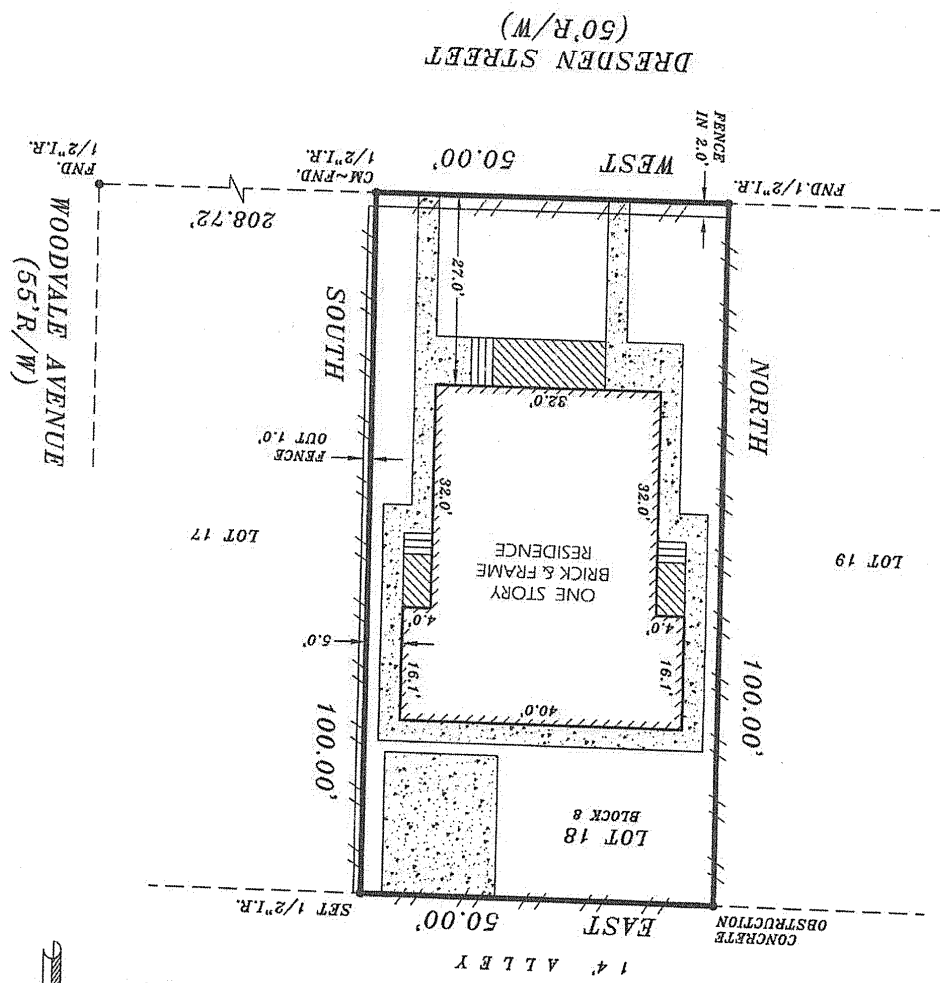 14' ALLEY
CONCRETE
OBSTRUCTION
EAST
50.00'
SET 1/2"I.R.
LOT 18
BLOCK 8
100.00'
100.00'
40.0'
16.1'
16.1'
4.0'
4.0'
5.0'
ONE STORY
BRICK & FRAME
RESIDENCE
LOT 19
LOT 17
32.0'
32.0'
FENCE
OUT 1.0'
32.0'
NORTH
SOUTH
27.0'
WOODVALE AVENUE
(55'R/W)
208.72'
FND.1/2"I.R.
WEST
50.00'
CM~FND.
1/2"I.R.
FND.
1/2"I.R.
FENCE
IN 2.0'
DRESDEN STREET
(50'R/W)